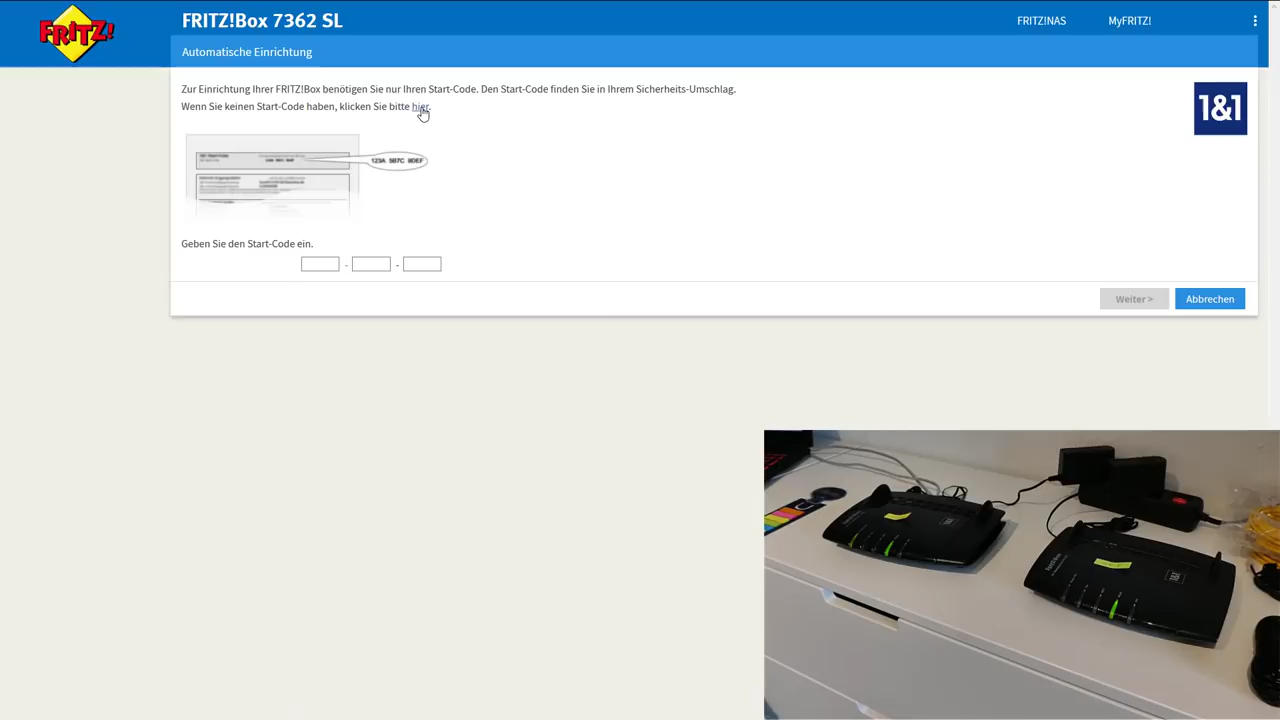 FRITZ!
FRITZ!Box 7362 SL
FRITZ!NAS
MyFRITZ!
Automatische Einrichtung
Zur Einrichtung Ihrer FRITZ!Box benötigen Sie nur Ihren Start-Code. Den Start-Code finden Sie in Ihrem Sicherheits-Umschlag.
Wenn Sie keinen Start-Code haben, klicken Sie bitte hier.
1&1
123A 5B7C 9DEF
Geben Sie den Start-Code ein.
- -
Weiter >
Abbrechen
1&1